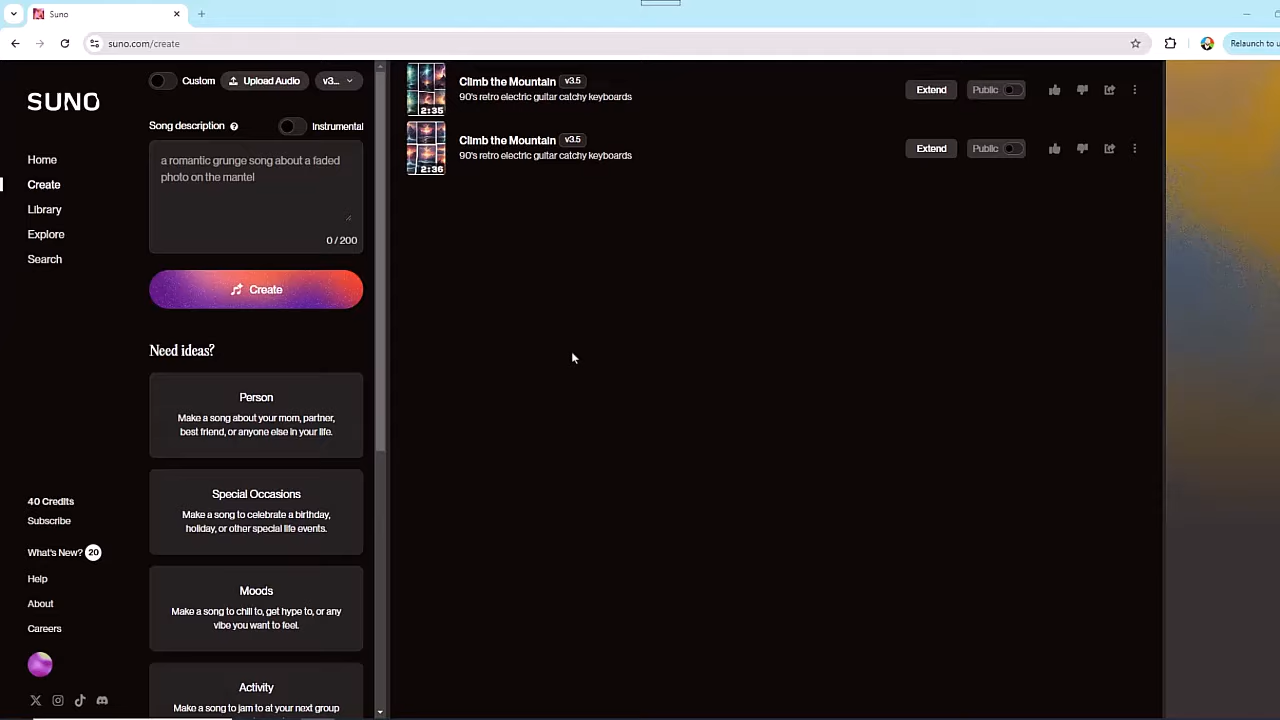 Suno
suno.com/create
Relaunch to u
SUNO
Home
Create
Library
Explore
Search
40 Credits
Subscribe
What's New? 20
Help
About
Careers
Custom
Upload Audio
v3...
Song description
Instrumental
a romantic grunge song about a faded
photo on the mantel
0 / 200
Create
Need ideas?
Person
Make a song about your mom, partner,
best friend, or anyone else in your life.
Special Occasions
Make a song to celebrate a birthday,
holiday, or other special life events.
Moods
Make a song to chill to, get hype to, or any
vibe you want to feel.
Activity
Make a song to jam to at your next group
2:35
Climb the Mountain v3.5
90's retro electric guitar catchy keyboards
Extend
Public
2:36
Climb the Mountain v3.5
90's retro electric guitar catchy keyboards
Extend
Public